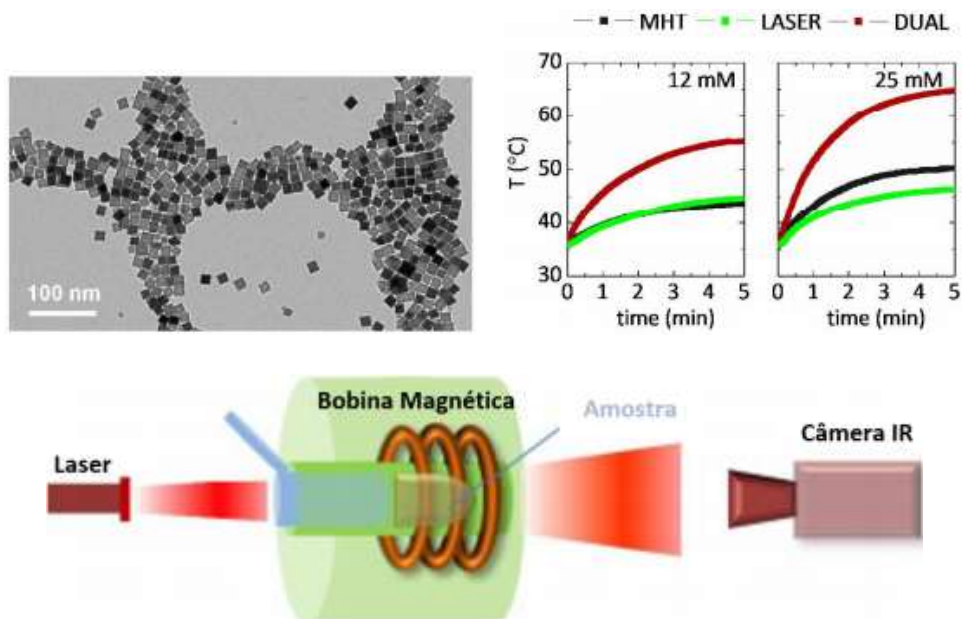 MHT LASER DUAL
100 nm
12 mM
25 mM
T (°C)
70
60
50
40
30
0 1 2 3 4 5
0 1 2 3 4 5
time (min)
time (min)
Bobina Magnética
Amostra
Laser
Câmera IR